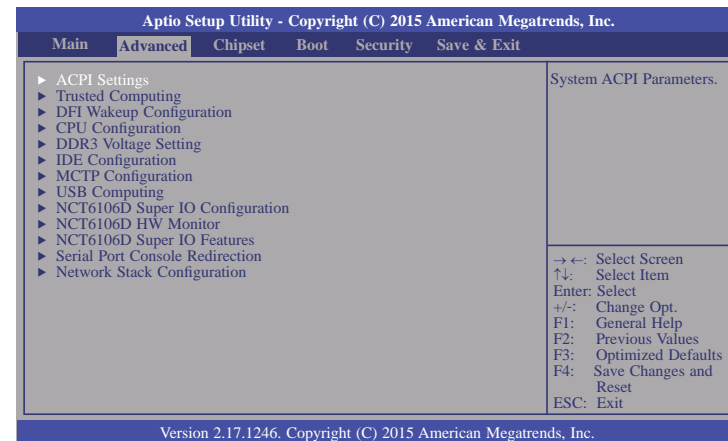 Aptio Setup Utility - Copyright (C) 2015 American Megatrends, Inc.
Main Advanced Chipset Boot Security Save & Exit
► ACPI Settings
► Trusted Computing
► DFI Wakeup Configuration
► CPU Configuration
► DDR3 Voltage Setting
► IDE Configuration
► MCTP Configuration
► USB Computing
► NCT6106D Super IO Configuration
► NCT6106D HW Monitor
► NCT6106D Super IO Features
► Serial Port Console Redirection
► Network Stack Configuration
System ACPI Parameters.
→←: Select Screen
↑↓: Select Item
Enter: Select
+/-: Change Opt.
F1: General Help
F2: Previous Values
F3: Optimized Defaults
F4: Save Changes and
Reset
ESC: Exit
Version 2.17.1246. Copyright (C) 2015 American Megatrends, Inc.